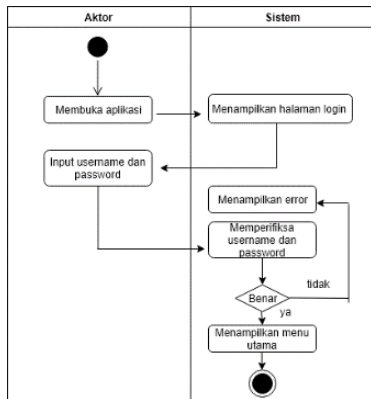 Aktor
Sistem
Membuka aplikasi
Menampilkan halaman login
Input username dan
password
Menampilkan error
Memperifiksa
username dan
password
tidak
Benar
ya
Menampilkan menu
utama